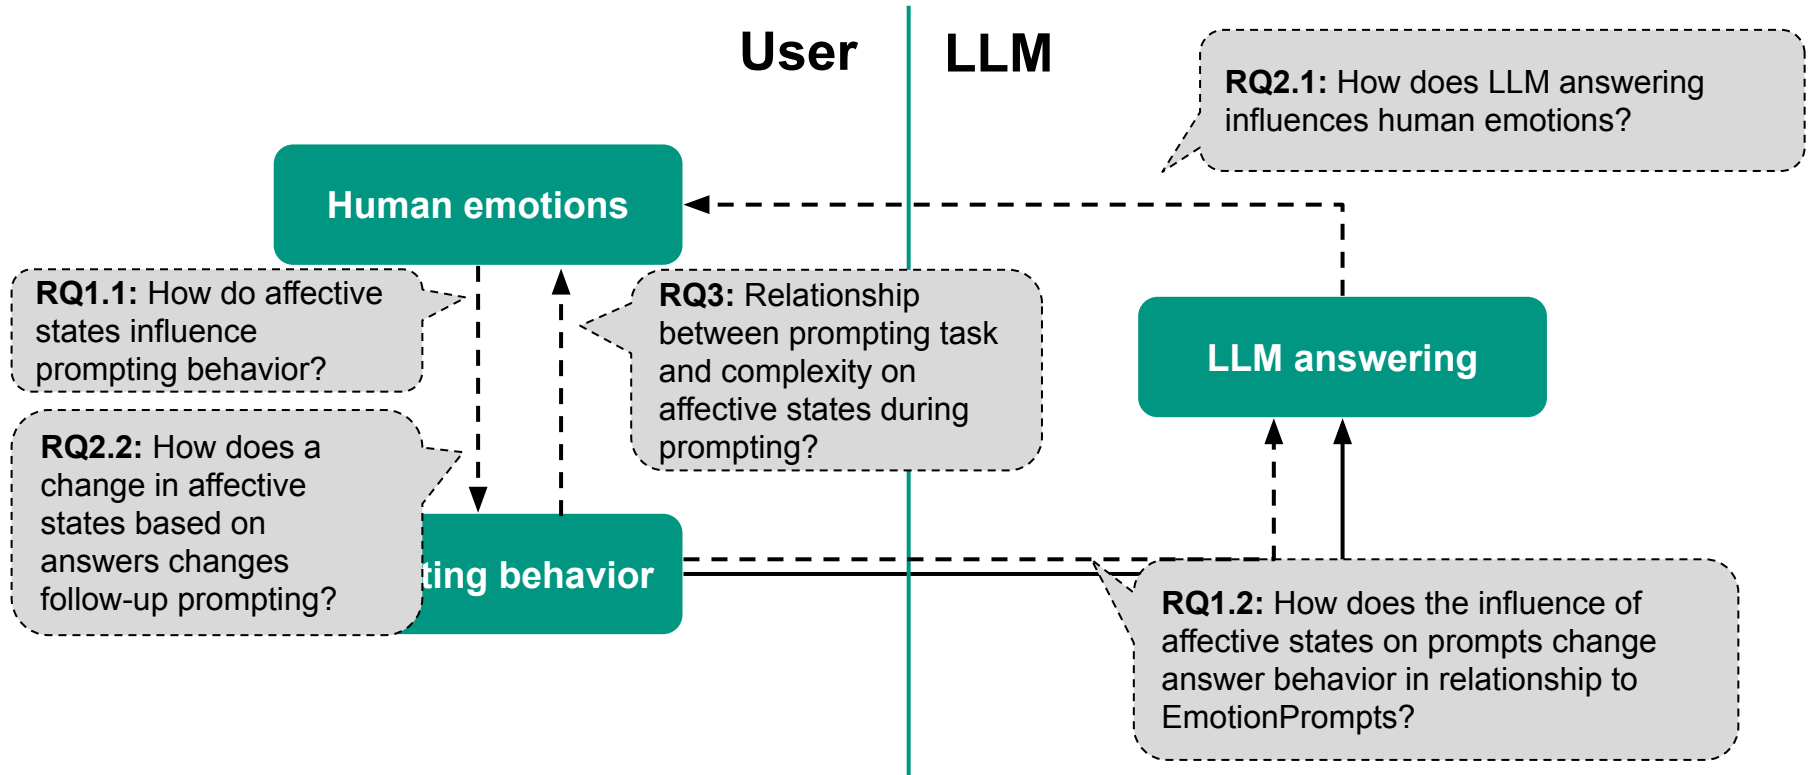 User
LLM
RQ2.1: How does LLM answering
influences human emotions?
Human emotions
RQ1.1: How do affective
states influence
prompting behavior?
RQ3: Relationship
between prompting task
and complexity on
affective states during
prompting?
LLM answering
RQ2.2: How does a
change in affective
states based on
answers changes
follow-up prompting?
ting behavior
RQ1.2: How does the influence of
affective states on prompts change
answer behavior in relationship to
EmotionPrompts?